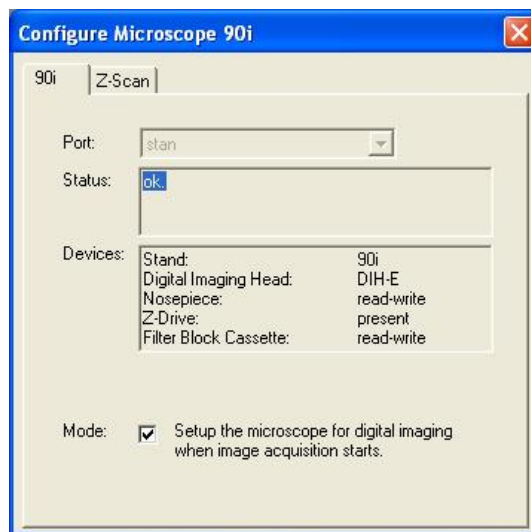 Configure Microscope 90i
90i Z-Scan
Port: stan
Status: ok.
Devices: Stand: 90i
Digital Imaging Head: DIH-E
Nosepiece: read-write
Z-Drive: present
Filter Block Cassette: read-write
Mode: Setup the microscope for digital imaging
when image acquisition starts.